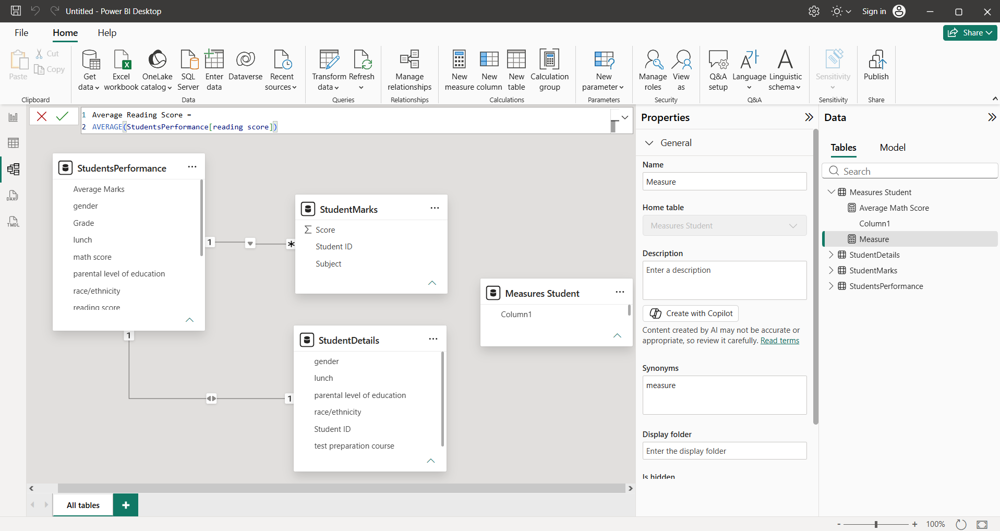 Untitled - Power BI Desktop
Sign in
File
Home
Help
Share
Paste
Cut
Copy
Clipboard
Get data
Excel workbook
OneLake catalog
SQL Server
Enter data
Dataverse
Recent sources
Data
Transform data
Refresh
Queries
Manage relationships
Relationships
New measure
New column
New table
Calculation group
Calculations
New parameter
Parameters
Manage roles
View as
Security
Q&A setup
Language
Linguistic schema
Q&A
Sensitivity
Sensitivity
Publish
Share
1 Average Reading Score =
2 AVERAGE(StudentsPerformance[reading score])
DAX
TMDL
StudentsPerformance
Average Marks
gender
Grade
lunch
math score
parental level of education
race/ethnicity
reading score
1
*
1
1
StudentMarks
Σ Score
Student ID
Subject
StudentDetails
gender
lunch
parental level of education
race/ethnicity
Student ID
test preparation course
Measures Student
Column1
All tables
+
Properties
General
Name
Measure
Home table
Measures Student
Description
Enter a description
Create with Copilot
Content created by AI may not be accurate or
appropriate, so review it carefully. Read terms
Synonyms
measure
Display folder
Enter the display folder
Is hidden
Data
Tables
Model
Search
Measures Student
Average Math Score
Column1
Measure
StudentDetails
StudentMarks
StudentsPerformance
- + 100%